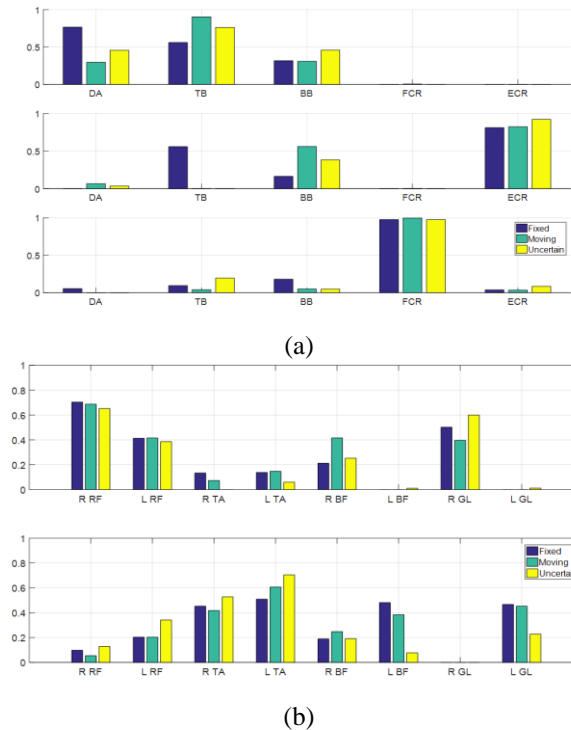 1
0.5
0
DA TB BB FCR ECR
1
0.5
0
DA TB BB FCR ECR
1
0.5
0
Fixed
Moving
Uncertain
DA TB BB FCR ECR
(a)
1
0.8
0.6
0.4
0.2
0
R RF L RF R TA L TA R BF L BF R GL L GL
1
0.8
0.6
0.4
0.2
0
Fixed
Moving
Uncertain
R RF L RF R TA L TA R BF L BF R GL L GL
(b)